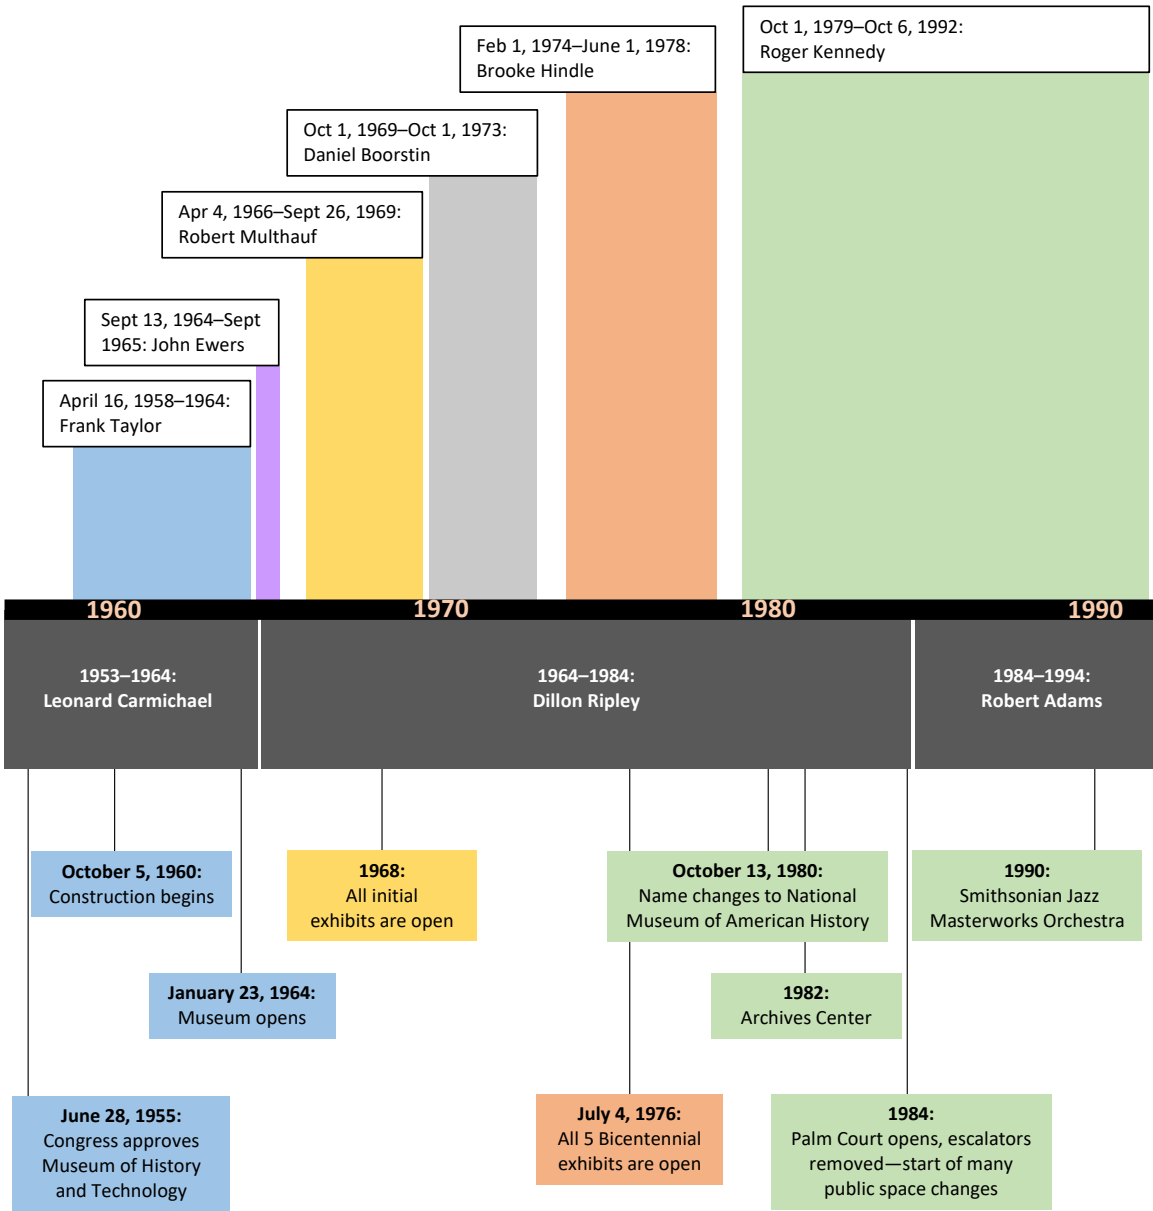 Oct 1, 1979–Oct 6, 1992:
Roger Kennedy
Feb 1, 1974–June 1, 1978:
Brooke Hindle
Oct 1, 1969–Oct 1, 1973:
Daniel Boorstin
Apr 4, 1966–Sept 26, 1969:
Robert Multhauf
Sept 13, 1964–Sept
1965: John Ewers
April 16, 1958–1964:
Frank Taylor
1960
1970
1980
1990
1953–1964:
Leonard Carmichael
1964–1984:
Dillon Ripley
1984–1994:
Robert Adams
October 5, 1960:
Construction begins
1968:
All initial
exhibits are open
October 13, 1980:
Name changes to National
Museum of American History
1990:
Smithsonian Jazz
Masterworks Orchestra
January 23, 1964:
Museum opens
1982:
Archives Center
June 28, 1955:
Congress approves
Museum of History
and Technology
July 4, 1976:
All 5 Bicentennial
exhibits are open
1984:
Palm Court opens, escalators
removed—start of many
public space changes